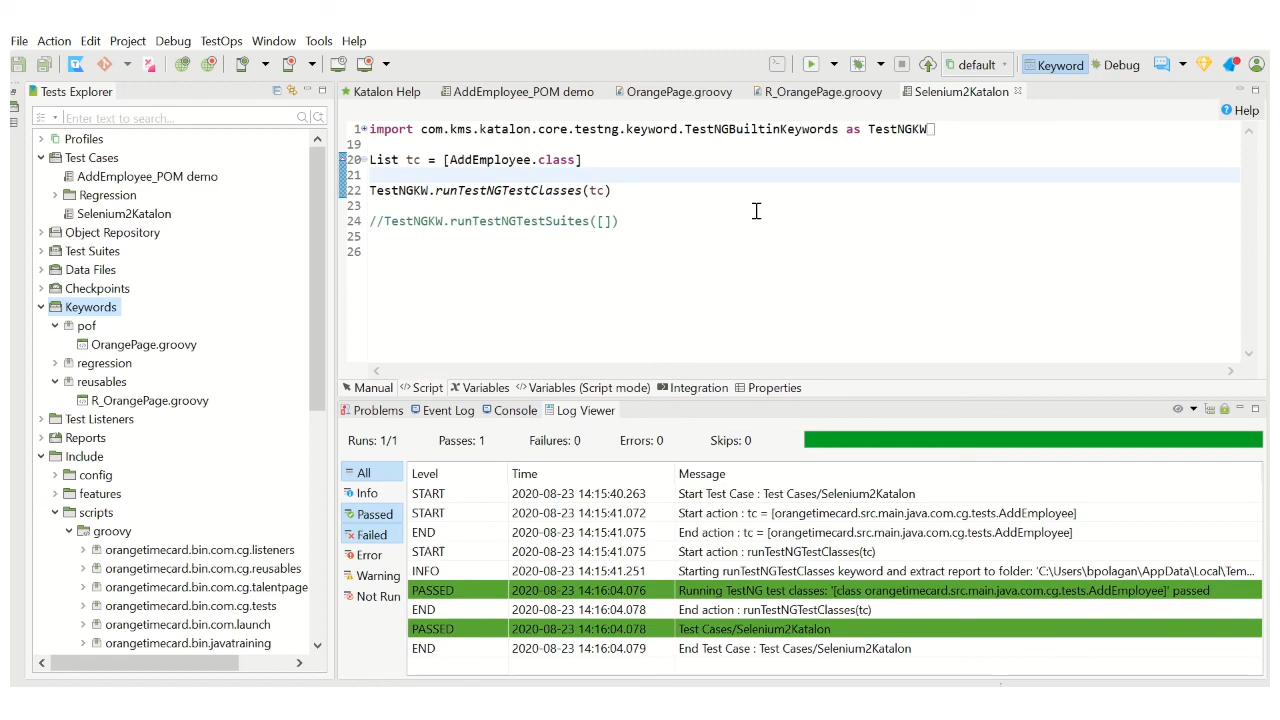 File Action Edit Project Debug TestOps Window Tools Help
default Keyword Debug
Tests Explorer
Enter text to search...
Profiles
Test Cases
AddEmployee_POM demo
Regression
Selenium2Katalon
Object Repository
Test Suites
Data Files
Checkpoints
Keywords
pof
OrangePage.groovy
regression
reusables
R_OrangePage.groovy
Test Listeners
Reports
Include
config
features
scripts
groovy
orangetimecard.bin.com.cg.listeners
orangetimecard.bin.com.cg.reusables
orangetimecard.bin.com.cg.talentpage
orangetimecard.bin.com.cg.tests
orangetimecard.bin.com.launch
orangetimecard.bin.javatraining
Katalon Help AddEmployee_POM demo OrangePage.groovy R_OrangePage.groovy Selenium2Katalon
Help
1 import com.kms.katalon.core.testng.keyword.TestNGBuiltinKeywords as TestNGKW
19
20 List tc = [AddEmployee.class]
21
22 TestNGKW.runTestNGTestClasses(tc)
23
24 //TestNGKW.runTestNGTestSuites([])
25
26
Manual Script Variables Variables (Script mode) Integration Properties
Problems Event Log Console Log Viewer
Runs: 1/1 Passes: 1 Failures: 0 Errors: 0 Skips: 0
All
Info
Passed
Failed
Error
Warning
Not Run
Level Time Message
START 2020-08-23 14:15:40.263 Start Test Case : Test Cases/Selenium2Katalon
START 2020-08-23 14:15:41.072 Start action : tc = [orangetimecard.src.main.java.com.cg.tests.AddEmployee]
END 2020-08-23 14:15:41.075 End action : tc = [orangetimecard.src.main.java.com.cg.tests.AddEmployee]
START 2020-08-23 14:15:41.075 Start action : runTestNGTestClasses(tc)
INFO 2020-08-23 14:15:41.251 Starting runTestNGTestClasses keyword and extract report to folder: 'C:\Users\bpolagan\AppData\Local\Tem...
PASSED 2020-08-23 14:16:04.076 Running TestNG test classes: '[class orangetimecard.src.main.java.com.cg.tests.AddEmployee]' passed
END 2020-08-23 14:16:04.078 End action : runTestNGTestClasses(tc)
PASSED 2020-08-23 14:16:04.078 Test Cases/Selenium2Katalon
END 2020-08-23 14:16:04.079 End Test Case : Test Cases/Selenium2Katalon